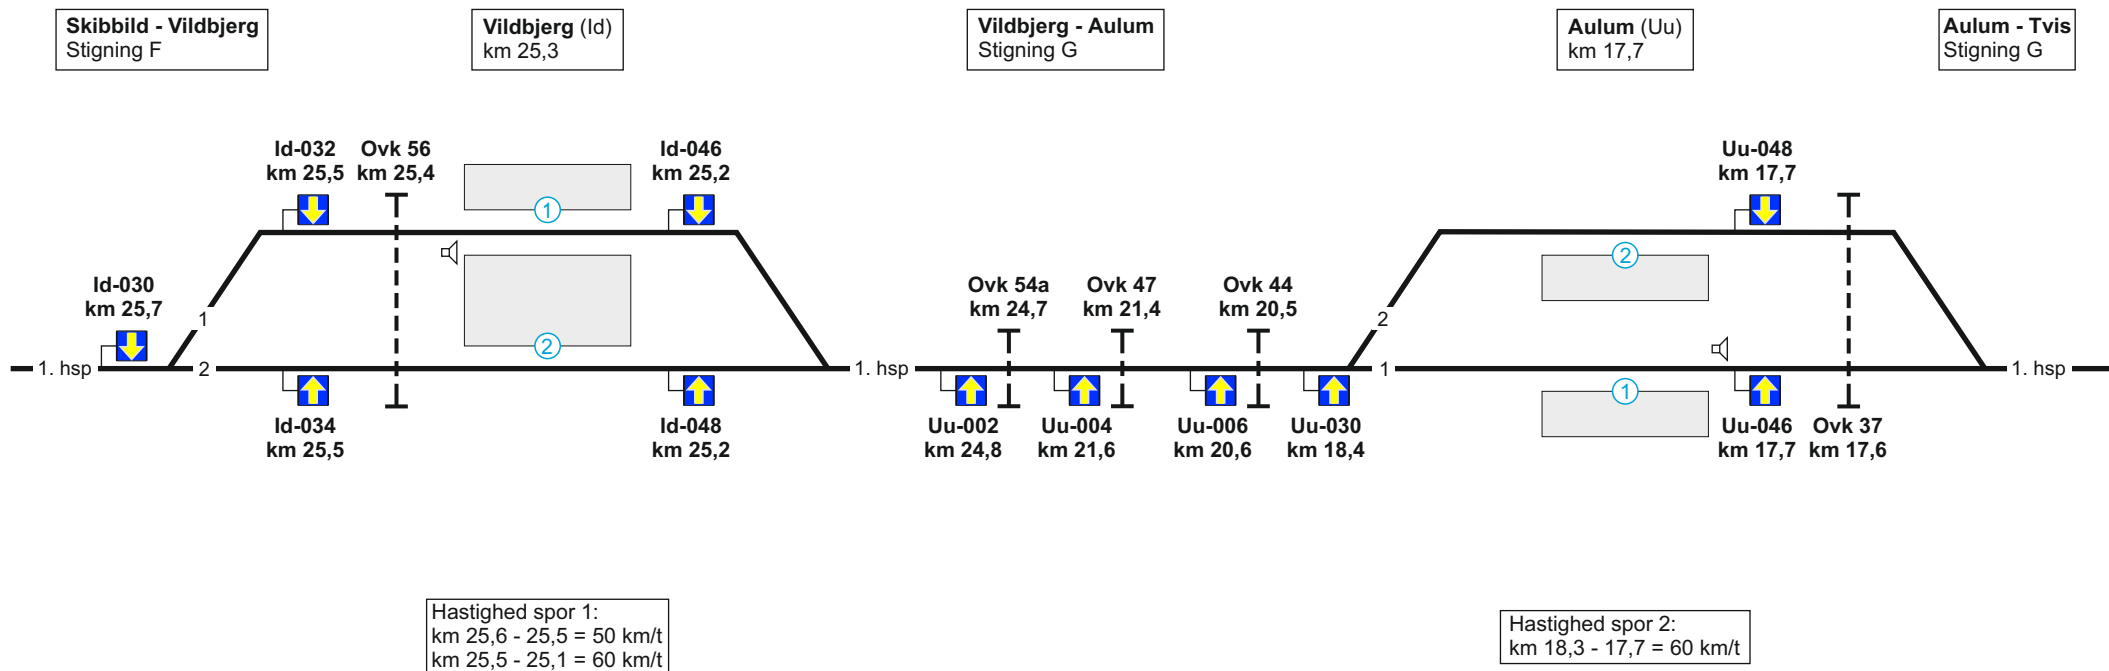 Skibbild - Vildbjerg
Stigning F
Vildbjerg (Id)
km 25,3
Vildbjerg - Aulum
Stigning G
Aulum (Uu)
km 17,7
Aulum - Tvis
Stigning G
Id-032
km 25,5
Ovk 56
km 25,4
Id-046
km 25,2
Uu-048
km 17,7
1
2
Id-030
km 25,7
Ovk 54a
km 24,7
Ovk 47
km 21,4
Ovk 44
km 20,5
1
2
2
1. hsp
2
1. hsp
1
1. hsp
1
Id-034
km 25,5
Id-048
km 25,2
Uu-002
km 24,8
Uu-004
km 21,6
Uu-006
km 20,6
Uu-030
km 18,4
Uu-046
km 17,7
Ovk 37
km 17,6
Hastighed spor 1:
km 25,6 - 25,5 = 50 km/t
km 25,5 - 25,1 = 60 km/t
Hastighed spor 2:
km 18,3 - 17,7 = 60 km/t